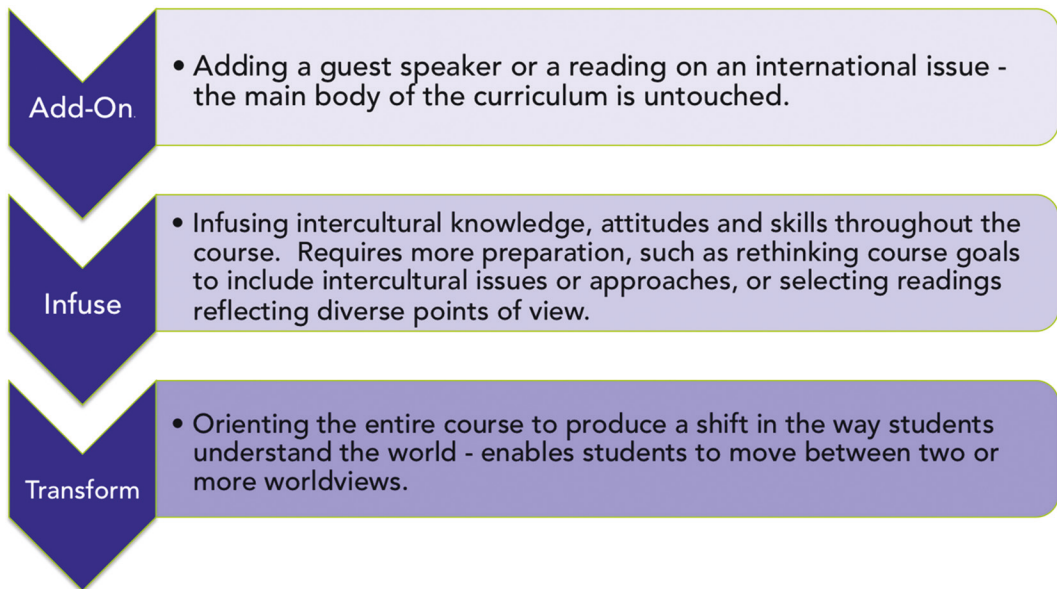 Add-On.
• Adding a guest speaker or a reading on an international issue -
the main body of the curriculum is untouched.
Infuse
• Infusing intercultural knowledge, attitudes and skills throughout the
course.  Requires more preparation, such as rethinking course goals
to include intercultural issues or approaches, or selecting readings
reflecting diverse points of view.
Transform
• Orienting the entire course to produce a shift in the way students
understand the world - enables students to move between two or
more worldviews.